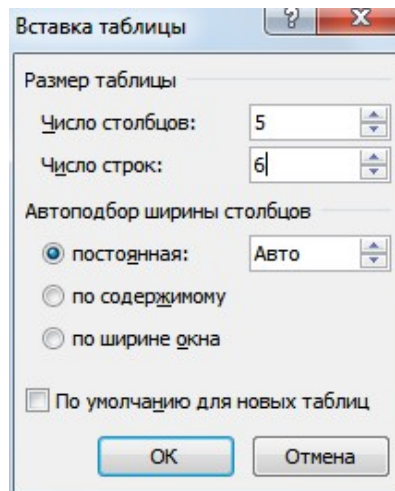 Вставка таблицы ? X
Размер таблицы
Число столбцов: 5
Число строк: 6
Автоподбор ширины столбцов
постоянная: Авто
по содержимому
по ширине окна
По умолчанию для новых таблиц
ОК Отмена